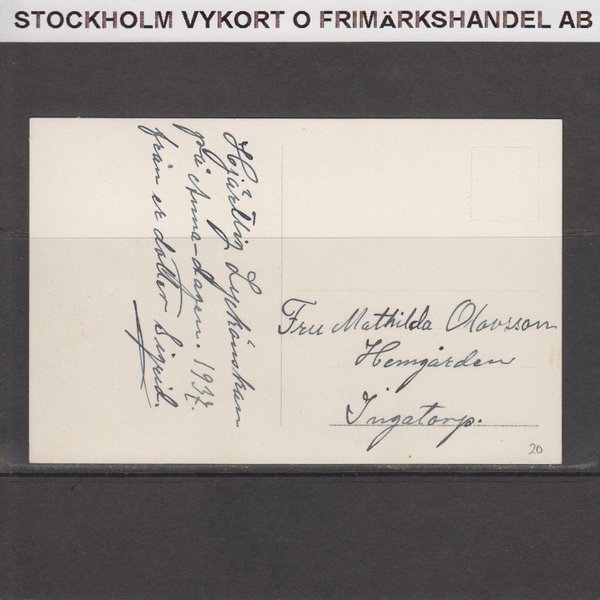 STOCKHOLM VYKORT O FRIMäRKSHANDEL AB
Hjärtlig Lyckönskan
på Anna-dagen. 1937.
från er dotter Sigrid.
Fru Mathilda Olovsson
Hemgården
Ingatorp.
20